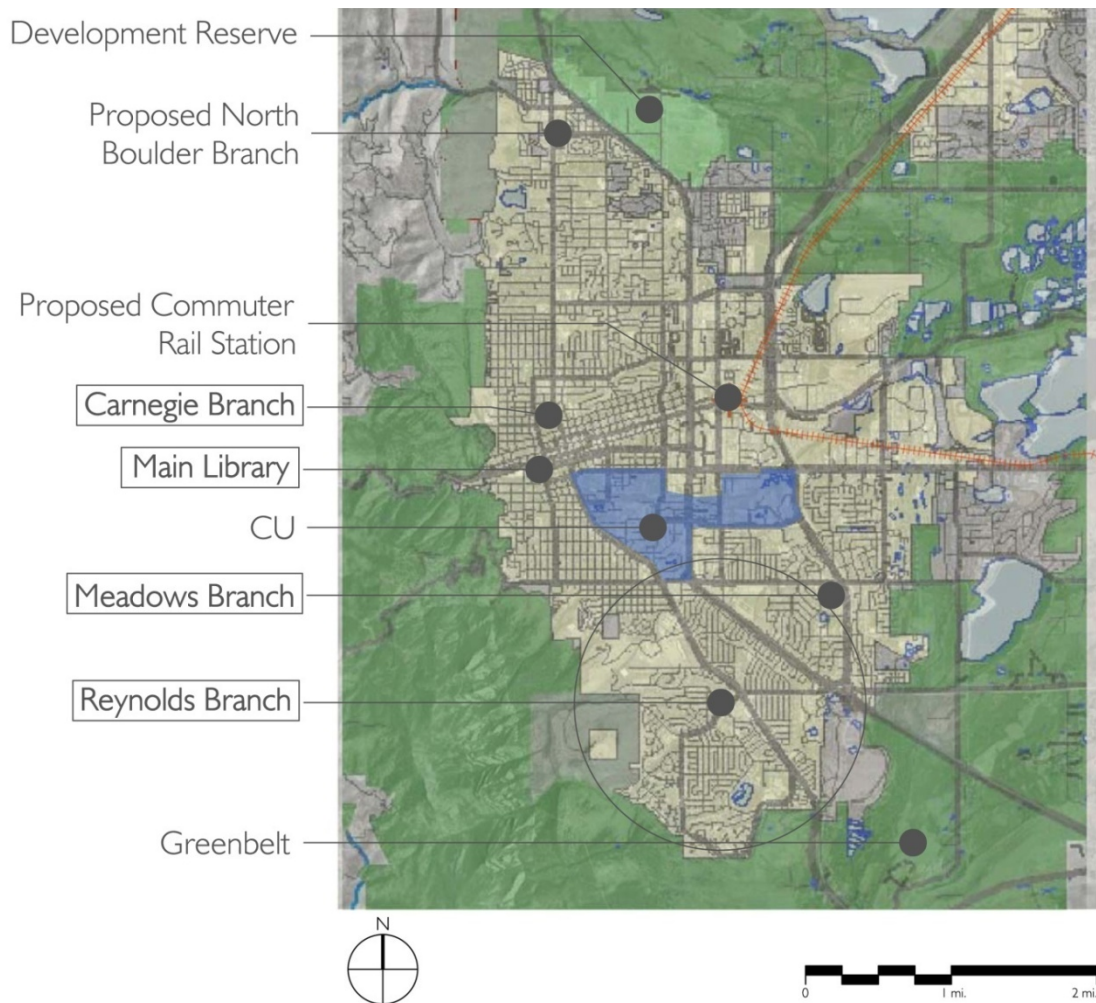 Development Reserve
Proposed North
Boulder Branch
Proposed Commuter
Rail Station
Carnegie Branch
Main Library
CU
Meadows Branch
Reynolds Branch
Greenbelt
N
0 1 mi. 2 mi.